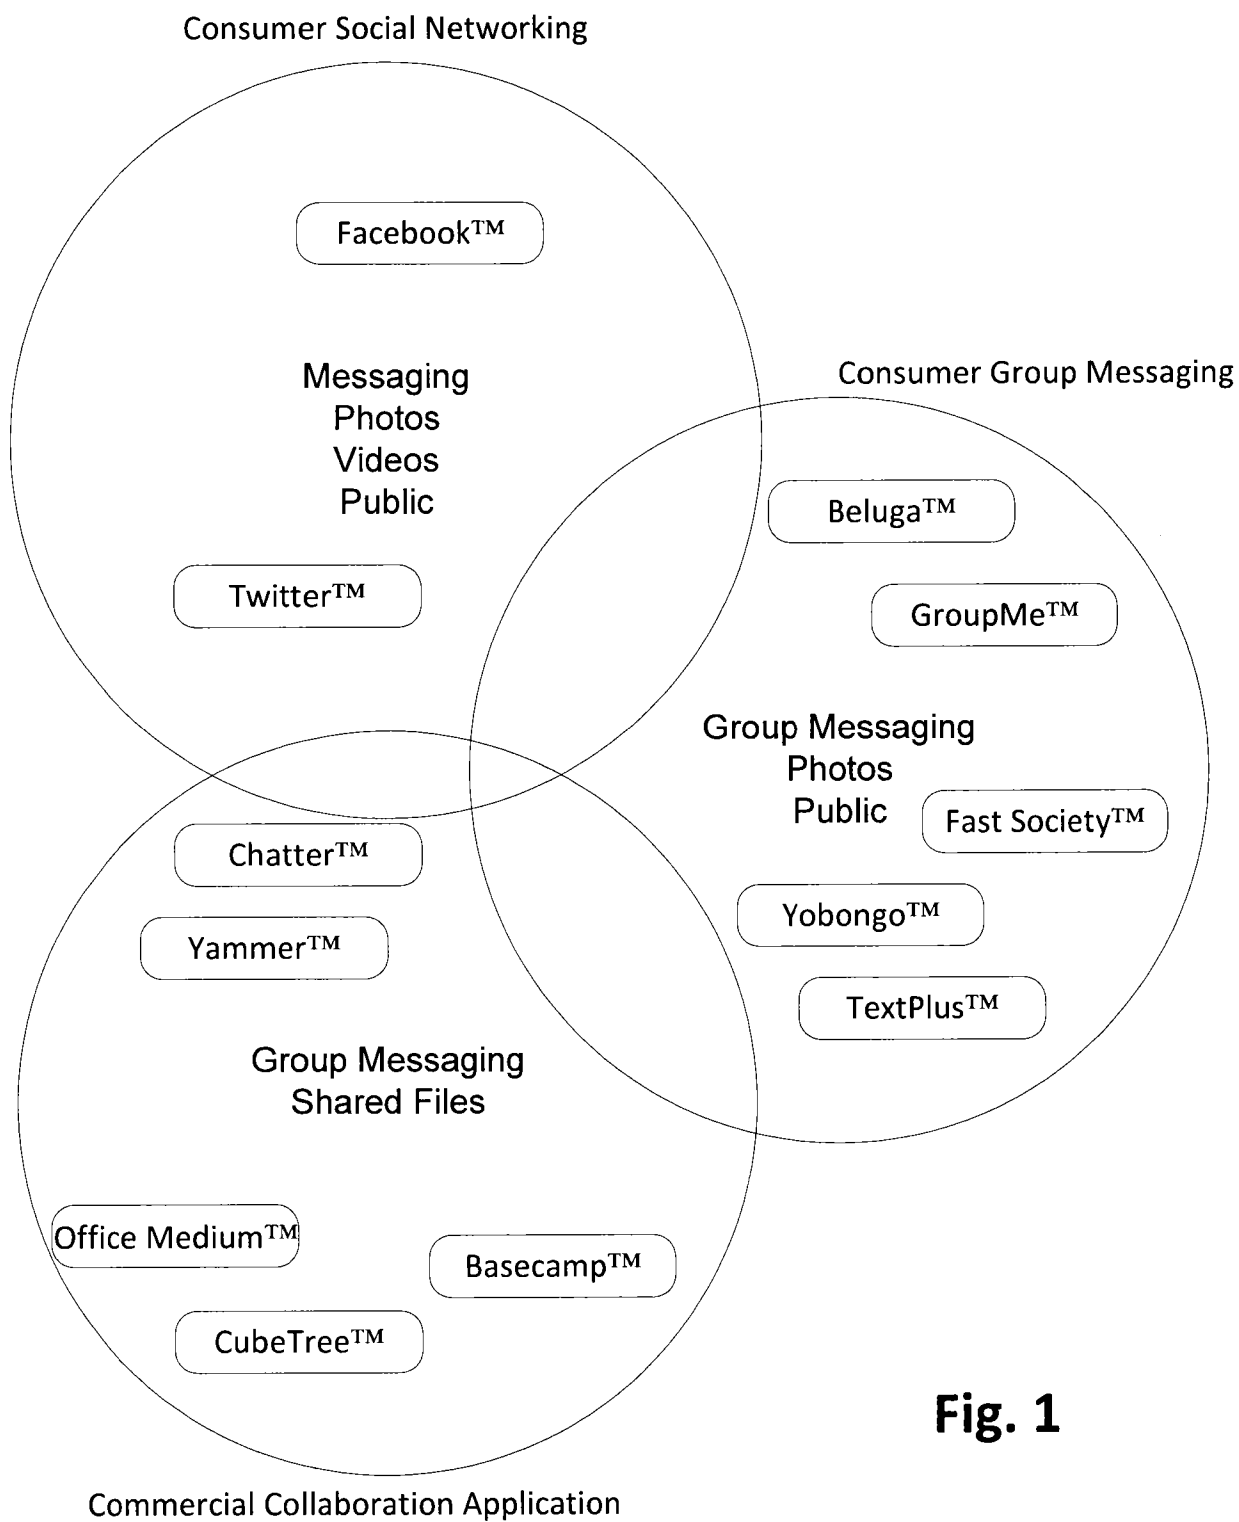 Consumer Social Networking
Facebook™
Messaging
Photos
Videos
Public
Twitter™
Consumer Group Messaging
Beluga™
GroupMe™
Group Messaging
Photos
Public
Fast Society™
Yobongo™
TextPlus™
Chatter™
Yammer™
Group Messaging
Shared Files
Office Medium™
Basecamp™
CubeTree™
Commercial Collaboration Application
Fig. 1